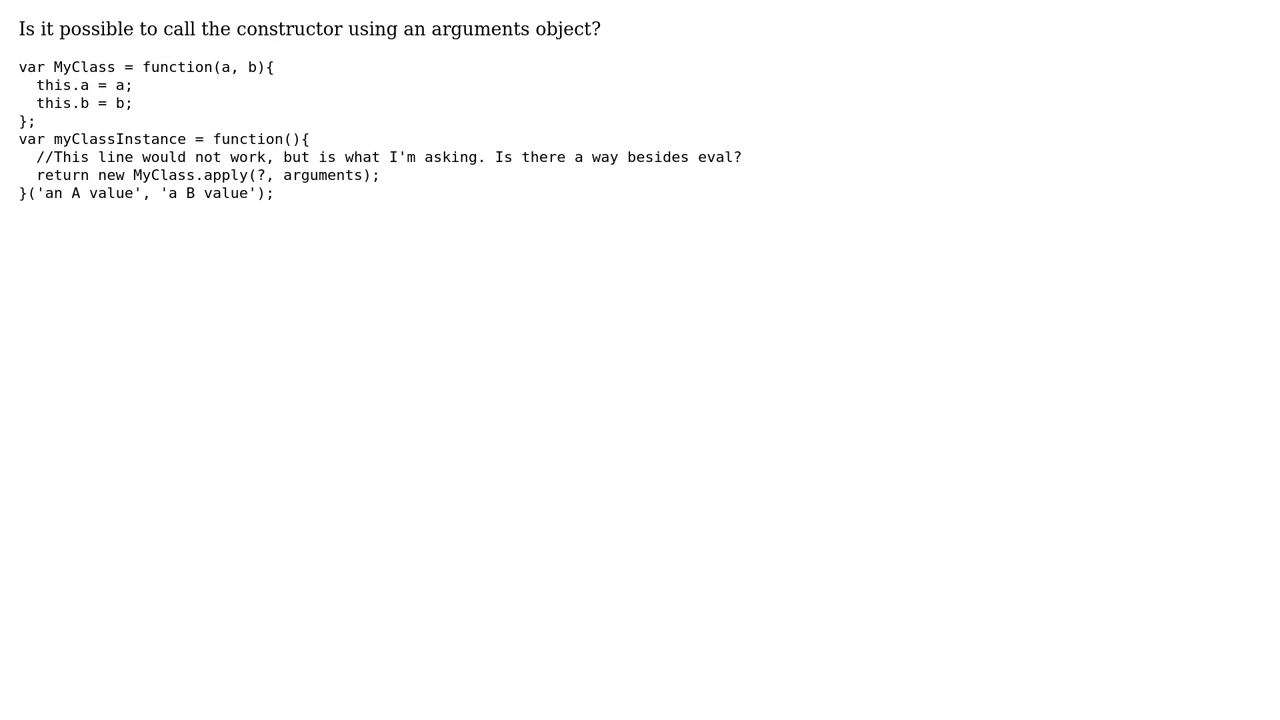 Is it possible to call the constructor using an arguments object?
var MyClass = function(a, b){
  this.a = a;
  this.b = b;
};
var myClassInstance = function(){
  //This line would not work, but is what I'm asking. Is there a way besides eval?
  return new MyClass.apply(?, arguments);
}('an A value', 'a B value');